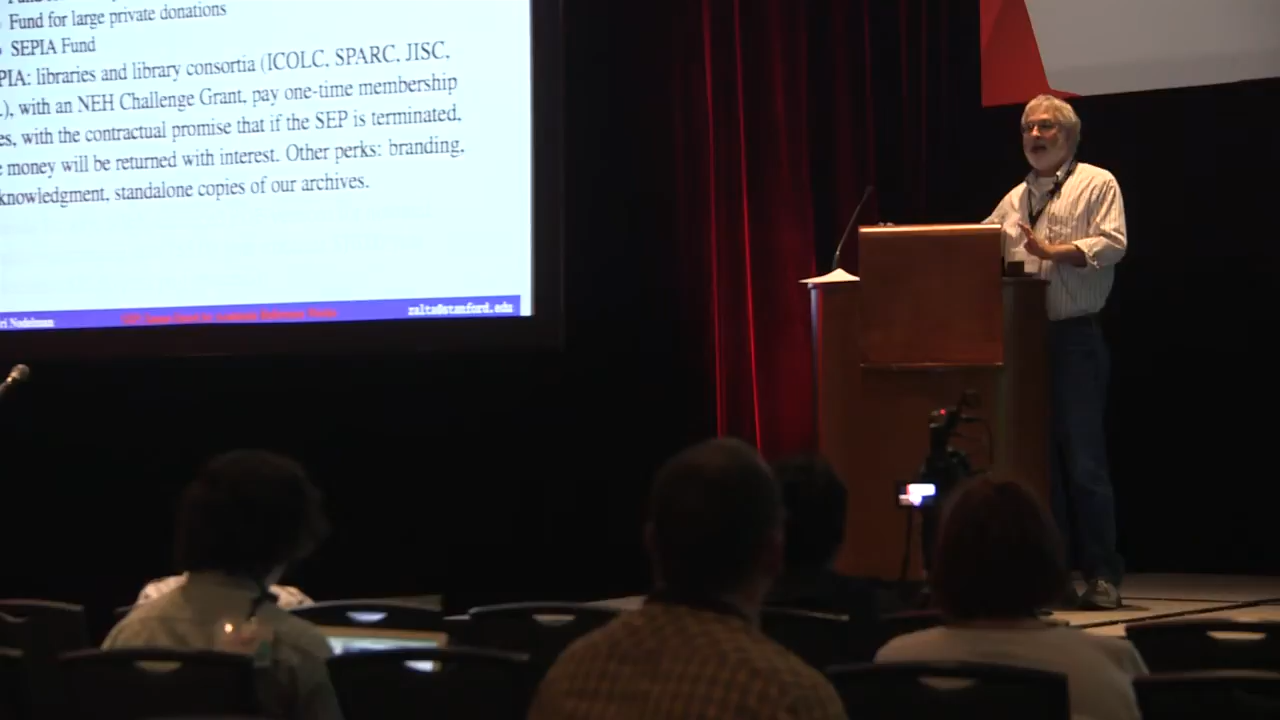 Fund for large private donations
SEPIA Fund
PIA: libraries and library consortia (ICOLC, SPARC, JISC,
.), with an NEH Challenge Grant, pay one-time membership
es, with the contractual promise that if the SEP is terminated,
e money will be returned with interest. Other perks: branding,
knowledgment, standalone copies of our archives.
ri Nodelman
zalta@stanford.edu